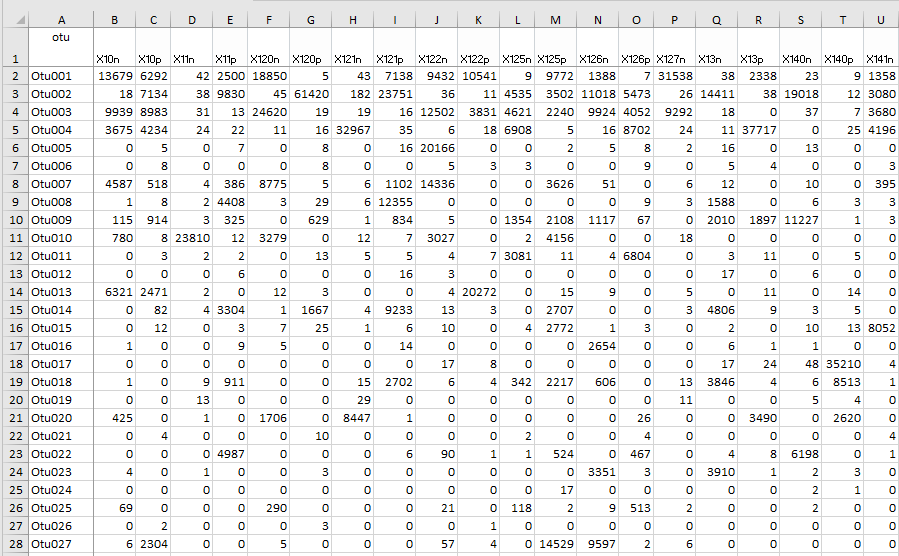 A B C D E F G H I J K L M N O P Q R S T U
otu
1 X10n X10p X11n X11p X120n X120p X121n X121p X122n X122p X125n X125p X126n X126p X127n X13n X13p X140n X140p X141n
2 Otu001 13679 6292 42 2500 18850 5 43 7138 9432 10541 9 9772 1388 7 31538 38 2338 23 9 1358
3 Otu002 18 7134 38 9830 45 61420 182 23751 36 11 4535 3502 11018 5473 26 14411 38 19018 12 3080
4 Otu003 9939 8983 31 13 24620 19 19 16 12502 3831 4621 2240 9924 4052 9292 18 0 37 7 3680
5 Otu004 3675 4234 24 22 11 16 32967 35 6 18 6908 5 16 8702 24 11 37717 0 25 4196
6 Otu005 0 5 0 7 0 8 0 16 20166 0 0 2 5 8 2 16 0 13 0 0
7 Otu006 0 8 0 0 0 8 0 0 5 3 3 0 0 9 0 5 4 0 0 3
8 Otu007 4587 518 4 386 8775 5 6 1102 14336 0 0 3626 51 0 6 12 0 10 0 395
9 Otu008 1 8 2 4408 3 29 6 12355 0 0 0 0 0 9 3 1588 0 6 3 3
10 Otu009 115 914 3 325 0 629 1 834 5 0 1354 2108 1117 67 0 2010 1897 11227 1 3
11 Otu010 780 8 23810 12 3279 0 12 7 3027 0 2 4156 0 0 18 0 0 0 0 0
12 Otu011 0 3 2 2 0 13 5 5 4 7 3081 11 4 6804 0 3 11 0 5 0
13 Otu012 0 0 0 6 0 0 0 16 3 0 0 0 0 0 0 17 0 6 0 0
14 Otu013 6321 2471 2 0 12 3 0 0 4 20272 0 15 9 0 5 0 11 0 14 0
15 Otu014 0 82 4 3304 1 1667 4 9233 13 3 0 2707 0 0 3 4806 9 3 5 0
16 Otu015 0 12 0 3 7 25 1 6 10 0 4 2772 1 3 0 2 0 10 13 8052
17 Otu016 1 0 0 9 5 0 0 14 0 0 0 0 2654 0 0 6 1 1 0 0
18 Otu017 0 0 0 0 0 0 0 0 17 8 0 0 0 0 0 17 24 48 35210 4
19 Otu018 1 0 9 911 0 0 15 2702 6 4 342 2217 606 0 13 3846 4 6 8513 1
20 Otu019 0 0 13 0 0 0 29 0 0 0 0 0 0 0 11 0 0 5 4 0
21 Otu020 425 0 1 0 1706 0 8447 1 0 0 0 0 0 26 0 0 3490 0 2620 0
22 Otu021 0 4 0 0 0 10 0 0 0 0 2 0 0 4 0 0 0 0 0 4
23 Otu022 0 0 0 4987 0 0 0 6 90 1 1 524 0 467 0 4 8 6198 0 1
24 Otu023 4 0 1 0 0 3 0 0 0 0 0 0 3351 3 0 3910 1 2 3 0
25 Otu024 0 0 0 0 0 0 0 0 0 0 0 17 0 0 0 0 0 2 1 0
26 Otu025 69 0 0 0 290 0 0 0 21 0 118 2 9 513 2 0 0 2 0 0
27 Otu026 0 2 0 0 0 3 0 0 0 1 0 0 0 0 0 0 0 0 0 0
28 Otu027 6 2304 0 0 5 0 0 0 57 4 0 14529 9597 2 6 0 0 0 0 0